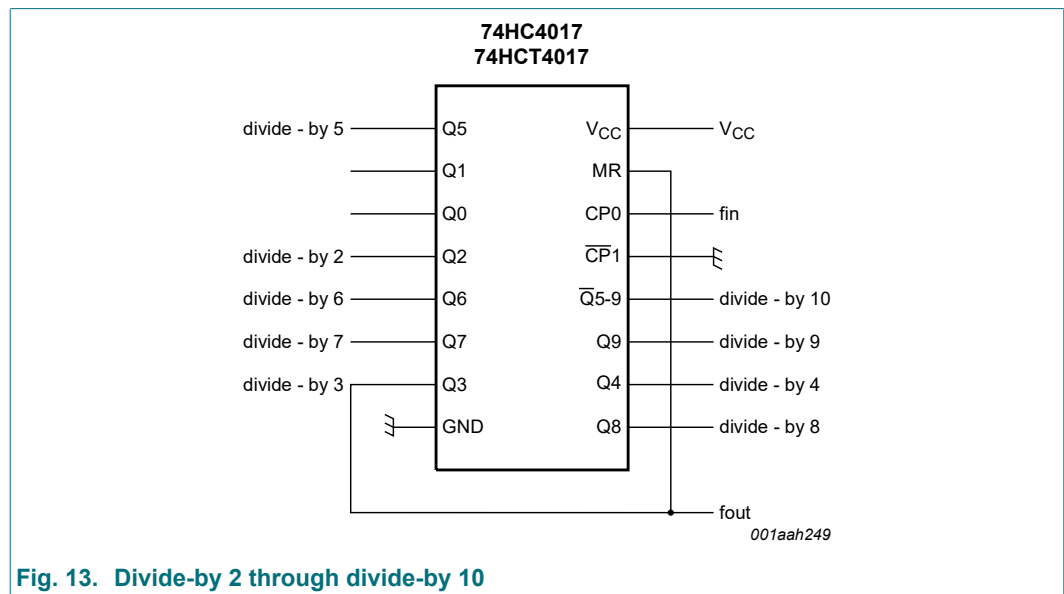 74HC4017
74HCT4017
divide - by 5 Q5 VCC VCC
Q1 MR
Q0 CP0 fin
divide - by 2 Q2 C̅P̅1
divide - by 6 Q6 Q̅5-9 divide - by 10
divide - by 7 Q7 Q9 divide - by 9
divide - by 3 Q3 Q4 divide - by 4
GND Q8 divide - by 8
fout
001aah249
Fig. 13. Divide-by 2 through divide-by 10